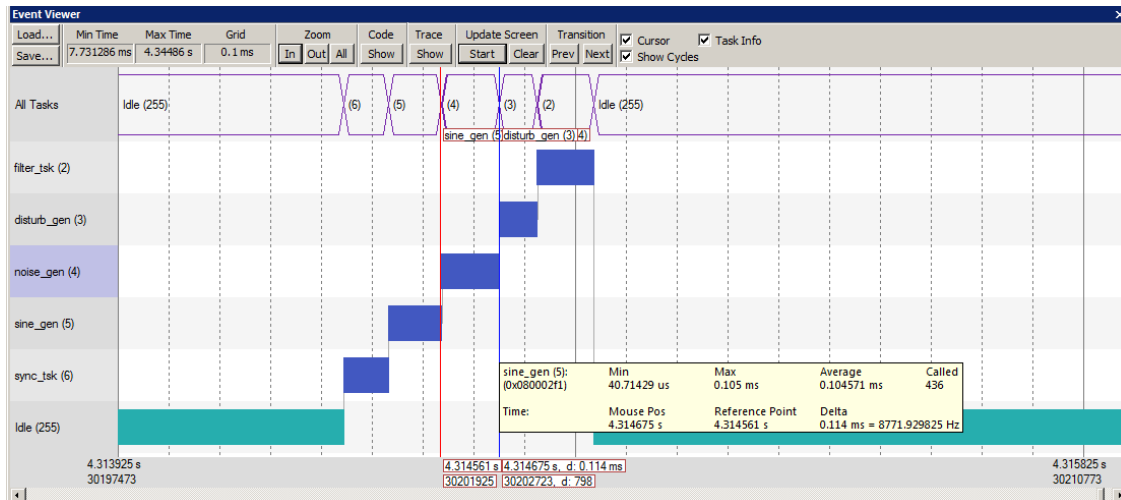 Event Viewer
Load... Min Time Max Time Grid Zoom Code Trace Update Screen Transition Cursor Task Info
Save... 7.731286 ms 4.34486 s 0.1 ms In Out All Show Show Start Clear Prev Next Show Cycles
All Tasks Idle (255) (6) (5) (4) (3) (2) Idle (255)
sine_gen (5 disturb_gen (3) 4)
filter_tsk (2)
disturb_gen (3)
noise_gen (4)
sine_gen (5)
sync_tsk (6)
sine_gen (5): Min Max Average Called
(0x080002f1) 40.71429 us 0.105 ms 0.104571 ms 436
Time: Mouse Pos Reference Point Delta
4.314675 s 4.314561 s 0.114 ms = 8771.929825 Hz
Idle (255)
4.313925 s 4.314561 s 4.314675 s, d: 0.114 ms 4.315825 s
30197473 30201925 30202723, d: 798 30210773